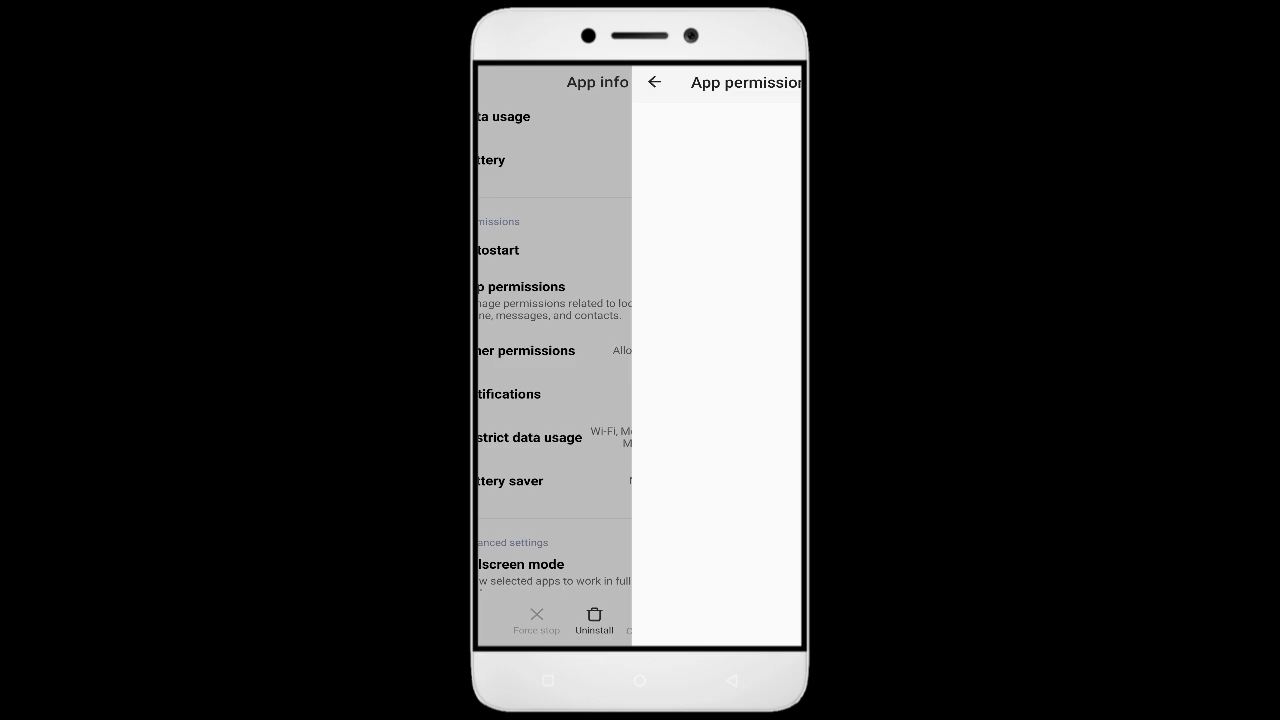 App info
App permission
ta usage
ttery
missions
tostart
p permissions
nage permissions related to loc
ne, messages, and contacts.
her permissions
Allo
tifications
strict data usage
Wi-Fi, Mo
M
ttery saver
anced settings
lscreen mode
w selected apps to work in full
Force stop
Uninstall
C